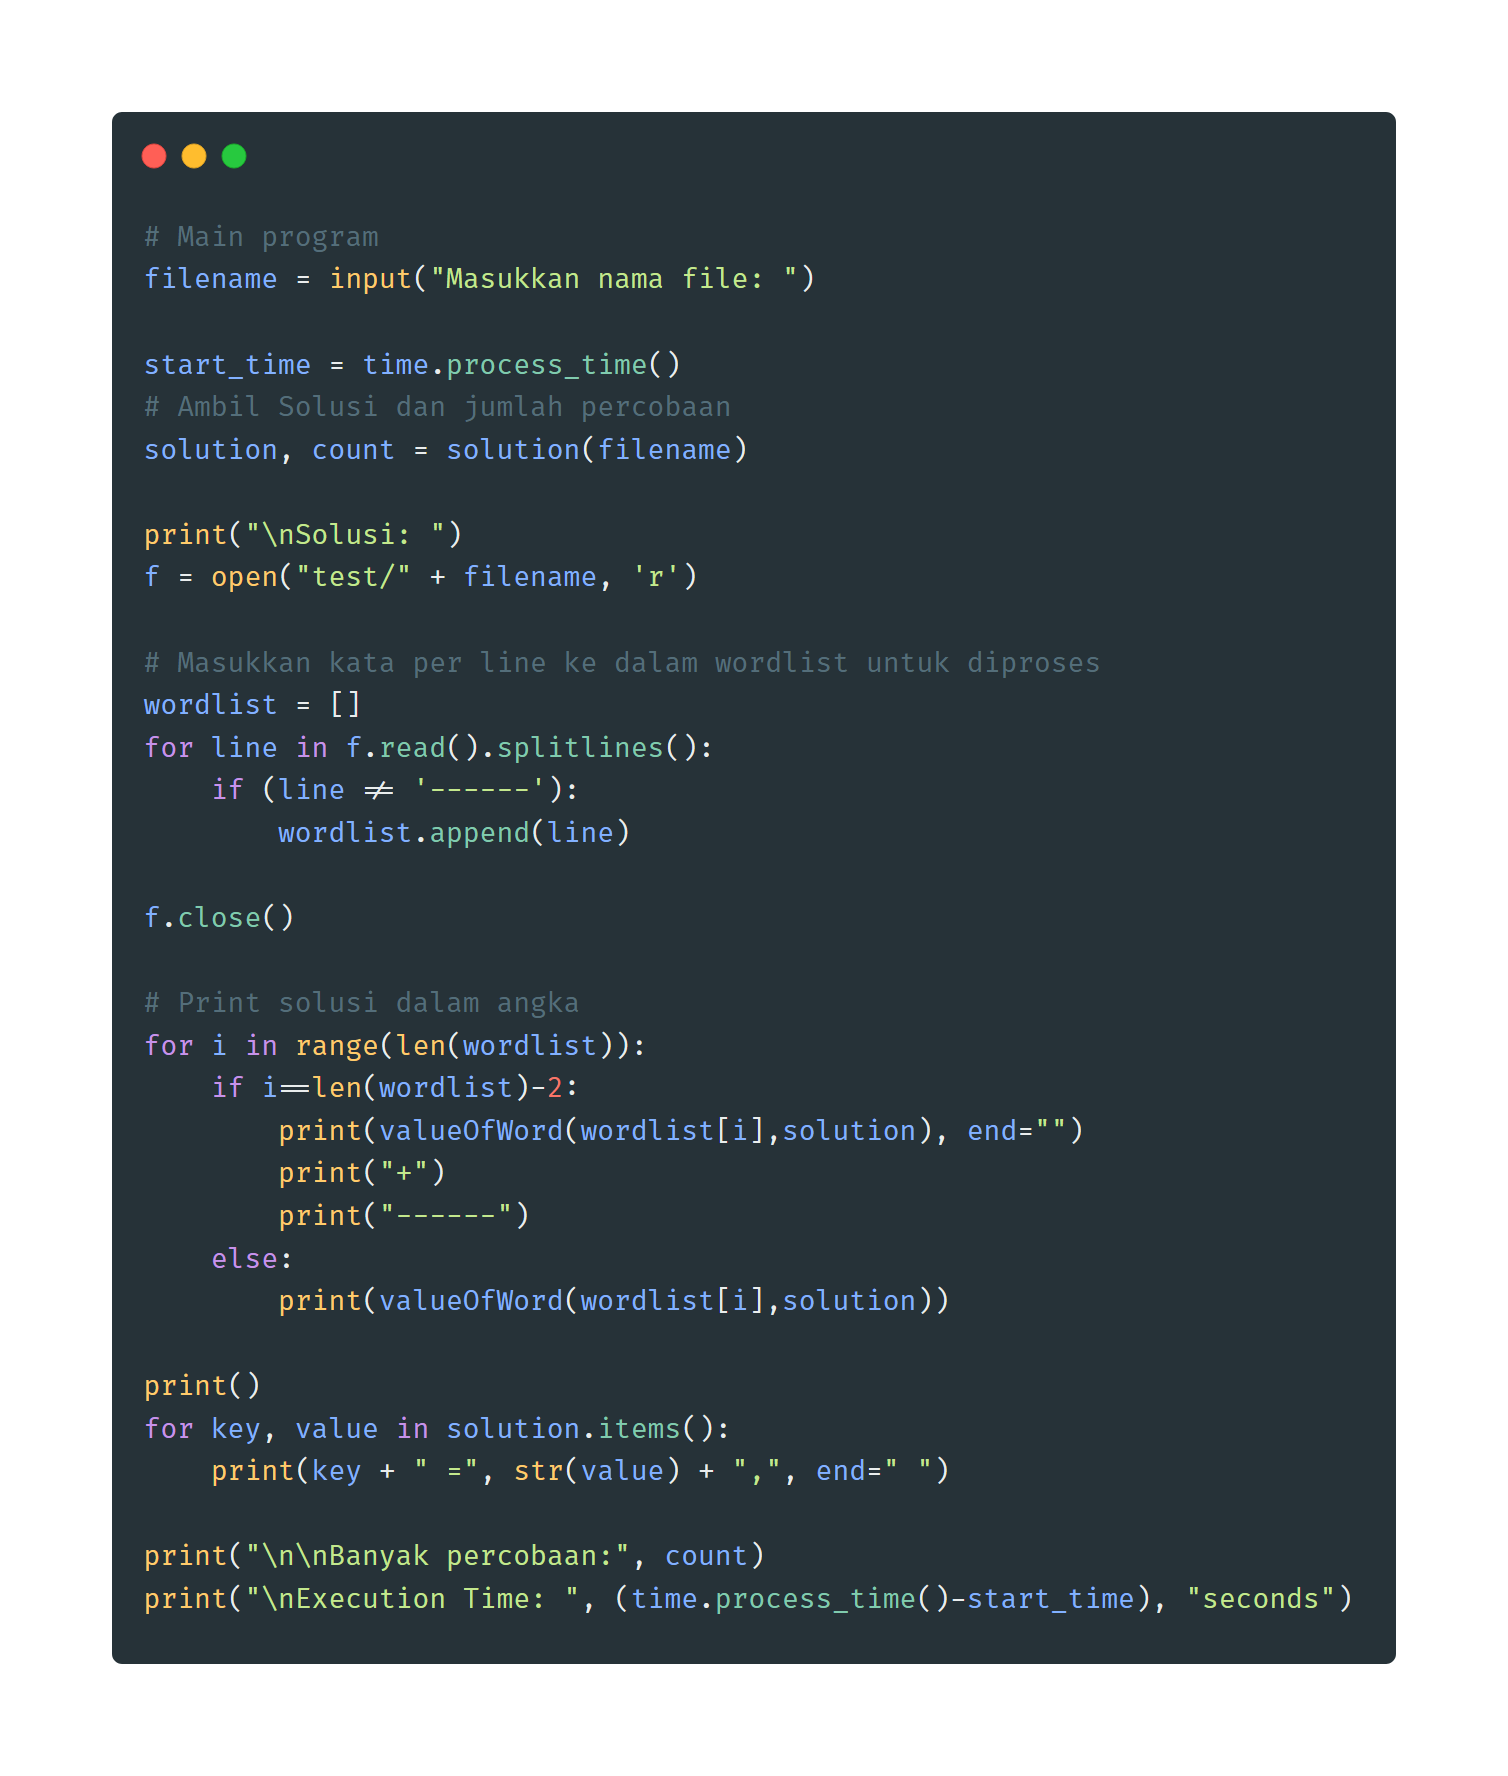 # Main program
filename = input("Masukkan nama file: ")
start_time = time.process_time()
# Ambil Solusi dan jumlah percobaan
solution, count = solution(filename)
print("\nSolusi: ")
f = open("test/" + filename, 'r')
# Masukkan kata per line ke dalam wordlist untuk diproses
wordlist = []
for line in f.read().splitlines():
    if (line != '------'):
        wordlist.append(line)
f.close()
# Print solusi dalam angka
for i in range(len(wordlist)):
    if i==len(wordlist)-2:
        print(valueOfWord(wordlist[i],solution), end="")
        print("+")
        print("------")
    else:
        print(valueOfWord(wordlist[i],solution))
print()
for key, value in solution.items():
    print(key + " =", str(value) + ",", end=" ")
print("\n\nBanyak percobaan:", count)
print("\nExecution Time: ", (time.process_time()-start_time), "seconds")